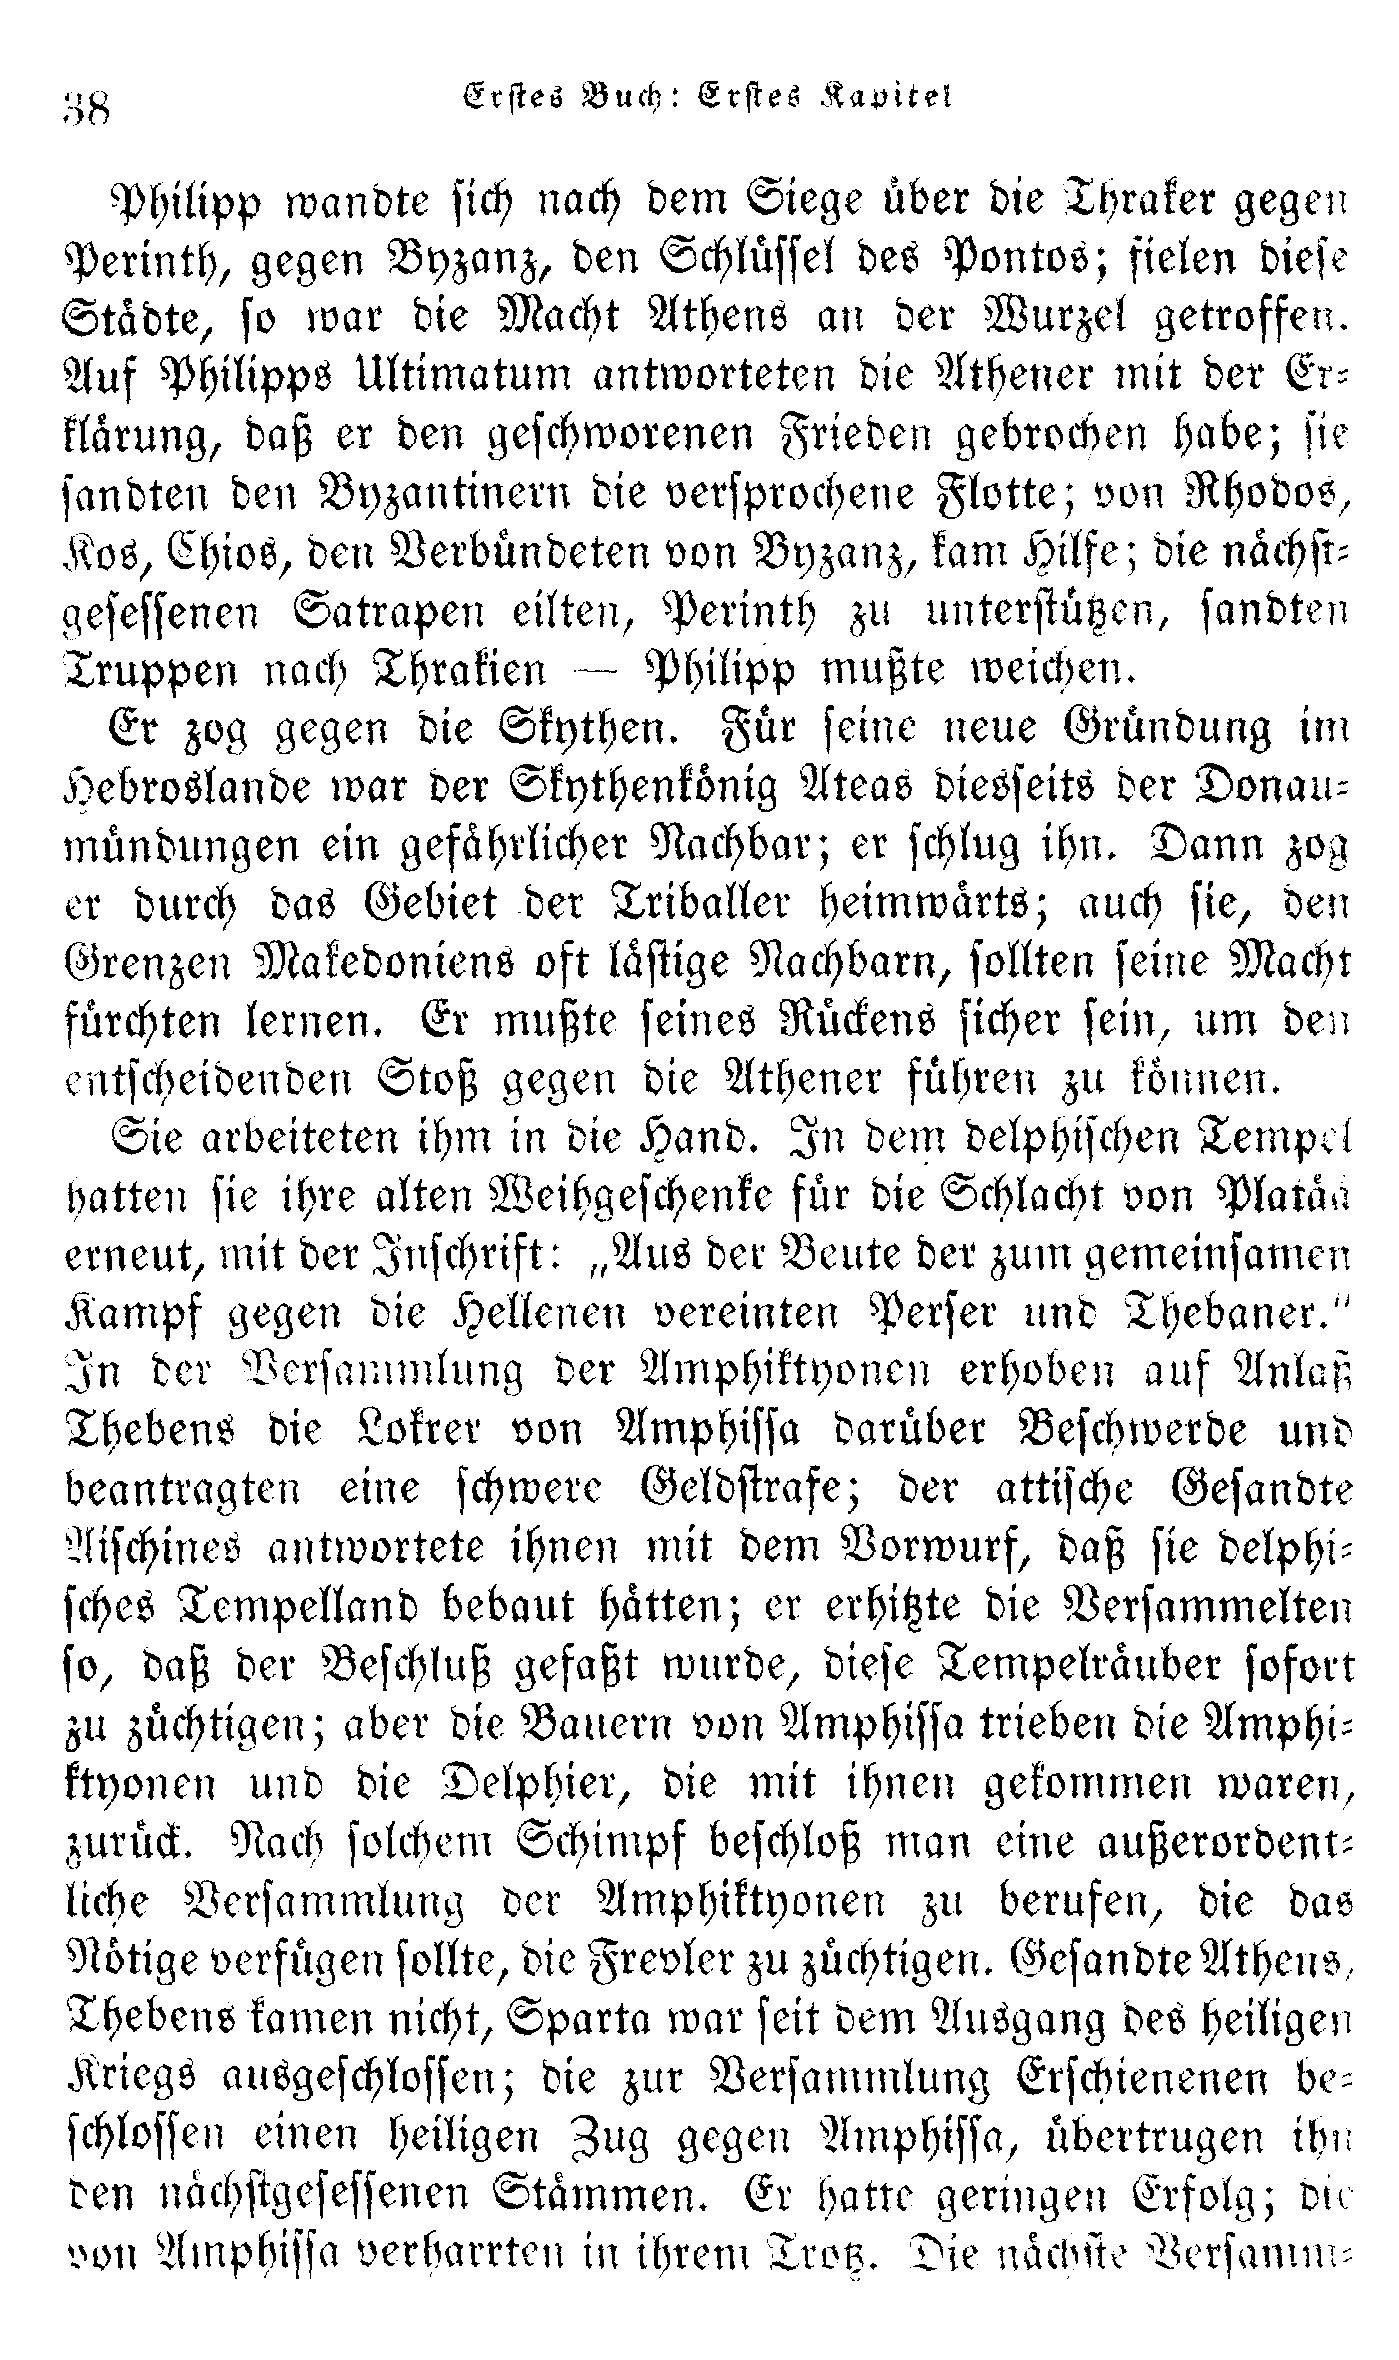 38
Erstes Buch: Erstes Kapitel
Philipp wandte sich nach dem Siege über die Thraker gegen
Perinth, gegen Byzanz, den Schlüssel des Pontos; fielen diese
Städte, so war die Macht Athens an der Wurzel getroffen.
Auf Philipps Ultimatum antworteten die Athener mit der Er-
klärung, daß er den geschworenen Frieden gebrochen habe; sie
sandten den Byzantinern die versprochene Flotte; von Rhodos,
Kos, Chios, den Verbündeten von Byzanz, kam Hilfe; die nächst-
gesessenen Satrapen eilten, Perinth zu unterstützen, sandten
Truppen nach Thrakien — Philipp mußte weichen.
Er zog gegen die Skythen. Für seine neue Gründung im
Hebroslande war der Skythenkönig Ateas diesseits der Donau-
mündungen ein gefährlicher Nachbar; er schlug ihn. Dann zog
er durch das Gebiet der Triballer heimwärts; auch sie, den
Grenzen Makedoniens oft lästige Nachbarn, sollten seine Macht
fürchten lernen. Er mußte seines Rückens sicher sein, um den
entscheidenden Stoß gegen die Athener führen zu können.
Sie arbeiteten ihm in die Hand. In dem delphischen Tempel
hatten sie ihre alten Weihgeschenke für die Schlacht von Platää
erneut, mit der Inschrift: „Aus der Beute der zum gemeinsamen
Kampf gegen die Hellenen vereinten Perser und Thebaner."
In der Versammlung der Amphiktyonen erhoben auf Anlaß
Thebens die Lokrer von Amphissa darüber Beschwerde und
beantragten eine schwere Geldstrafe; der attische Gesandte
Aischines antwortete ihnen mit dem Vorwurf, daß sie delphi-
sches Tempelland bebaut hätten; er erhitzte die Versammelten
so, daß der Beschluß gefaßt wurde, diese Tempelräuber sofort
zu züchtigen; aber die Bauern von Amphissa trieben die Amphi-
ktyonen und die Delphier, die mit ihnen gekommen waren,
zurück. Nach solchem Schimpf beschloß man eine außerordent-
liche Versammlung der Amphiktyonen zu berufen, die das
Nötige verfügen sollte, die Frevler zu züchtigen. Gesandte Athens,
Thebens kamen nicht, Sparta war seit dem Ausgang des heiligen
Kriegs ausgeschlossen; die zur Versammlung Erschienenen be-
schlossen einen heiligen Zug gegen Amphissa, übertrugen ihn
den nächstgesessenen Stämmen. Er hatte geringen Erfolg; die
von Amphissa verharrten in ihrem Trotz. Die nächste Versamm-